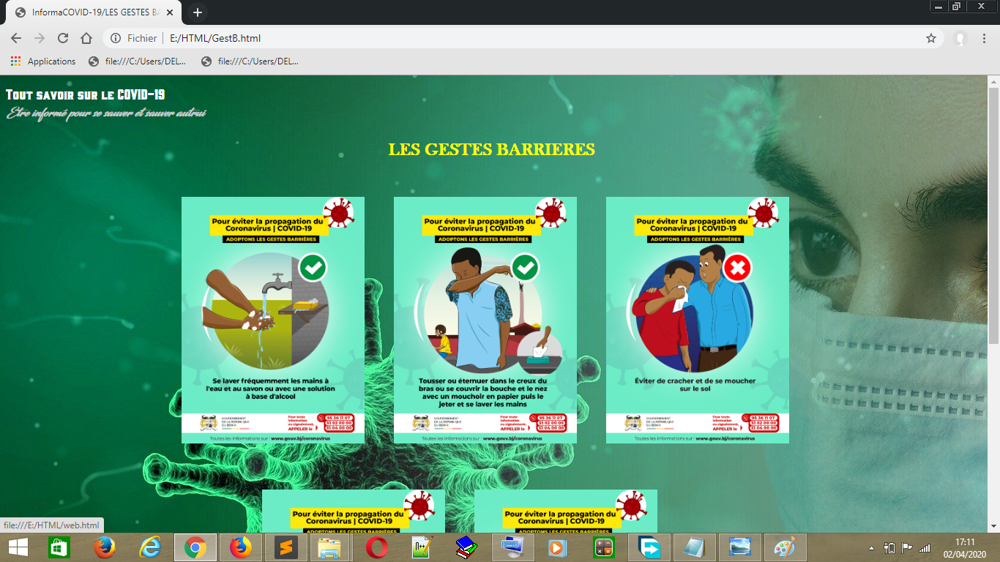 InformaCOVID-19/LES GESTES BA
Fichier
E:/HTML/GestB.html
Applications
file:///C:/Users/DEL...
file:///C:/Users/DEL...
Tout savoir sur le COVID-19
Etre informé pour se sauver et sauver autrui
LES GESTES BARRIERES
Pour éviter la propagation du
Coronavirus | COVID-19
ADOPTONS LES GESTES BARRIÈRES
Se laver fréquemment les mains à
l'eau et au savon ou avec une solution
à base d'alcool
GOUVERNEMENT
DE LA RÉPUBLIQUE
DU BENIN
Pour toute
information
ou signalement,
APPELER le
95 36 11 07
51 02 00 00
51 04 00 00
Toutes les informations sur : www.gouv.bj/coronavirus
Pour éviter la propagation du
Coronavirus | COVID-19
ADOPTONS LES GESTES BARRIÈRES
Tousser ou éternuer dans le creux du
bras ou se couvrir la bouche et le nez
avec un mouchoir en papier puis le
jeter et se laver les mains
GOUVERNEMENT
DE LA RÉPUBLIQUE
DU BENIN
Pour toute
information
ou signalement,
APPELER le
95 36 11 07
51 02 00 00
51 04 00 00
Toutes les informations sur : www.gouv.bj/coronavirus
Pour éviter la propagation du
Coronavirus | COVID-19
ADOPTONS LES GESTES BARRIÈRES
Éviter de cracher et de se moucher
sur le sol
GOUVERNEMENT
DE LA RÉPUBLIQUE
DU BENIN
Pour toute
information
ou signalement,
APPELER le
95 36 11 07
51 02 00 00
51 04 00 00
Toutes les informations sur : www.gouv.bj/coronavirus
Pour éviter la propagation du
Coronavirus | COVID-19
ADOPTONS LES GESTES BARRIÈRES
Pour éviter la propagation du
Coronavirus | COVID-19
ADOPTONS LES GESTES BARRIÈRES
file:///E:/HTML/web.html
17:11
02/04/2020